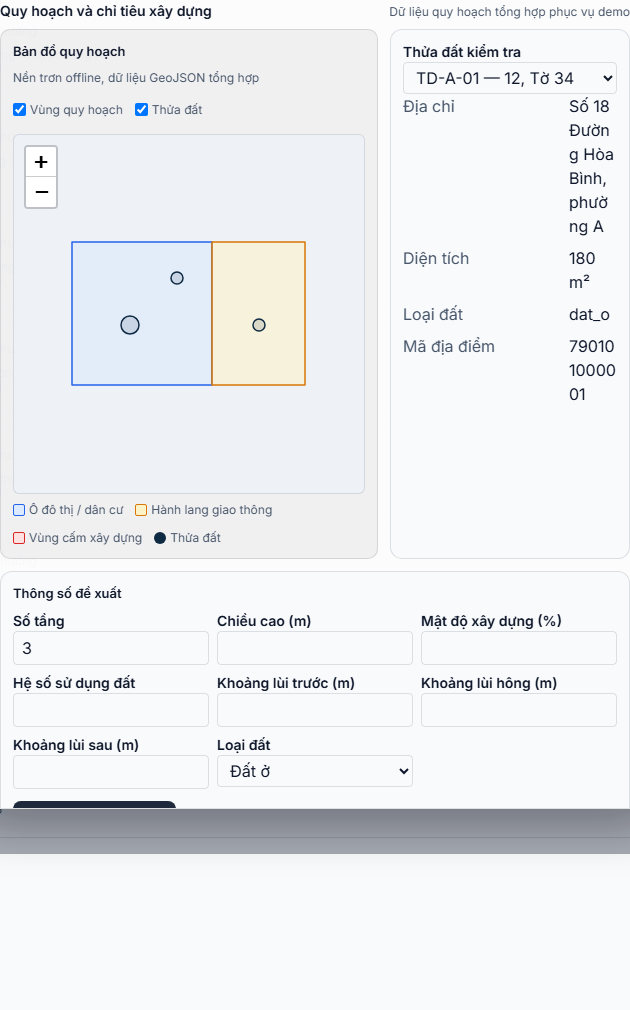 Quy hoạch và chỉ tiêu xây dựng
Dữ liệu quy hoạch tổng hợp phục vụ demo
Bản đồ quy hoạch
Nền trơn offline, dữ liệu GeoJSON tổng hợp
Vùng quy hoạch
Thửa đất
+
−
Ô đô thị / dân cư
Hành lang giao thông
Vùng cấm xây dựng
Thửa đất
Thửa đất kiểm tra
TD-A-01 — 12, Tờ 34
Địa chỉ
Số 18
Đườn
g Hòa
Bình,
phườ
ng A
Diện tích
180
m²
Loại đất
dat_o
Mã địa điểm
79010
10000
01
Thông số đề xuất
Số tầng
Chiều cao (m)
Mật độ xây dựng (%)
3
Hệ số sử dụng đất
Khoảng lùi trước (m)
Khoảng lùi hông (m)
Khoảng lùi sau (m)
Loại đất
Đất ở